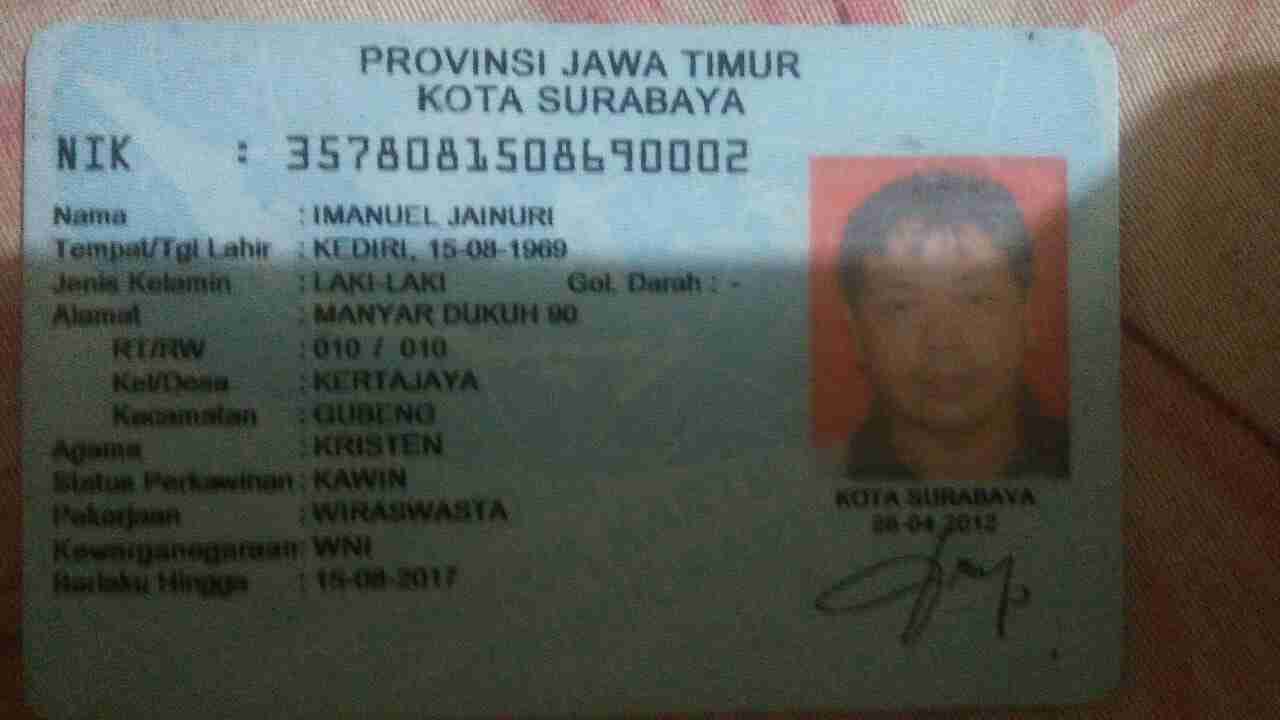 PROVINSI JAWA TIMUR
KOTA SURABAYA
NIK : 3578081508690002
Nama : IMANUEL JAINURI
Tempat/Tgl Lahir : KEDIRI, 15-08-1969
Jenis Kelamin : LAKI-LAKI Gol. Darah : -
Alamat : MANYAR DUKUH 90
RT/RW : 010 / 010
Kel/Desa : KERTAJAYA
Kecamatan : GUBENG
Agama : KRISTEN
Status Perkawinan : KAWIN
Pekerjaan : WIRASWASTA
Kewarganegaraan: WNI
Berlaku Hingga : 15-08-2017
KOTA SURABAYA
-04-2012